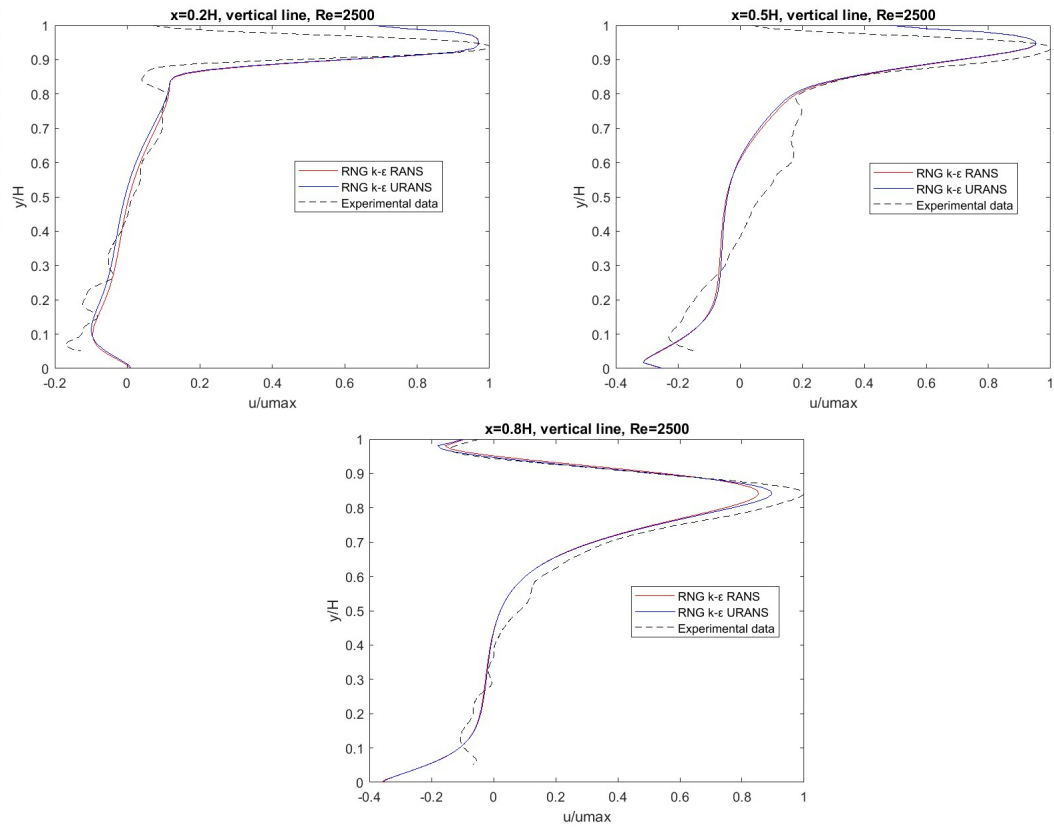 x=0.2H, vertical line, Re=2500
1
0.9
0.8
0.7
0.6
0.5
0.4
0.3
0.2
0.1
0
y/H
-0.2 0 0.2 0.4 0.6 0.8 1
u/umax
RNG k-ε RANS
RNG k-ε URANS
Experimental data
x=0.5H, vertical line, Re=2500
1
0.9
0.8
0.7
0.6
0.5
0.4
0.3
0.2
0.1
0
y/H
-0.4 -0.2 0 0.2 0.4 0.6 0.8 1
u/umax
RNG k-ε RANS
RNG k-ε URANS
Experimental data
x=0.8H, vertical line, Re=2500
1
0.9
0.8
0.7
0.6
0.5
0.4
0.3
0.2
0.1
0
y/H
-0.4 -0.2 0 0.2 0.4 0.6 0.8 1
u/umax
RNG k-ε RANS
RNG k-ε URANS
Experimental data